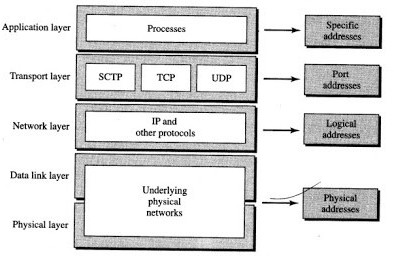 Application layer
Processes
Specific
addresses
Transport layer
SCTP
TCP
UDP
Port
addresses
Network layer
IP and
other protocols
Logical
addresses
Data link layer
Underlying
physical
networks
Physical
addresses
Physical layer